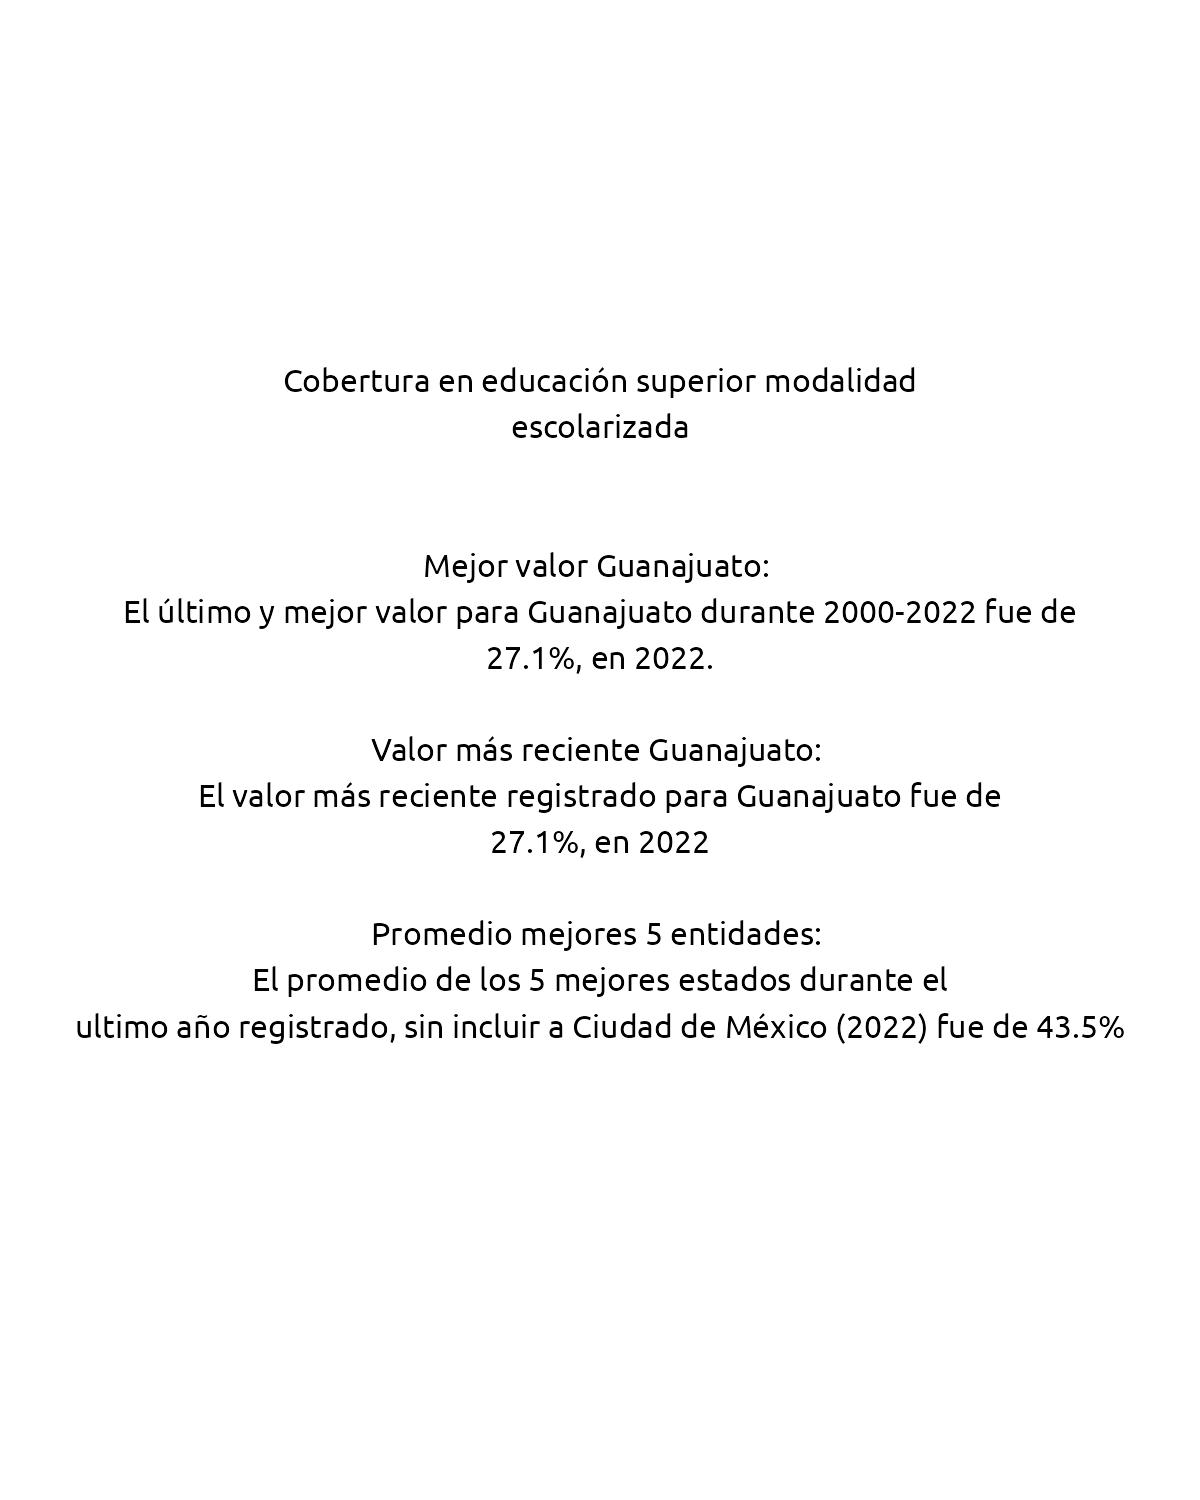 Cobertura en educación superior modalidad
escolarizada
Mejor valor Guanajuato:
El último y mejor valor para Guanajuato durante 2000-2022 fue de
27.1%, en 2022.
Valor más reciente Guanajuato:
El valor más reciente registrado para Guanajuato fue de
27.1%, en 2022
Promedio mejores 5 entidades:
El promedio de los 5 mejores estados durante el
ultimo año registrado, sin incluir a Ciudad de México (2022) fue de 43.5%